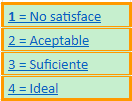 1 = No satisface
2 = Aceptable
3 = Suficiente
4 = Ideal